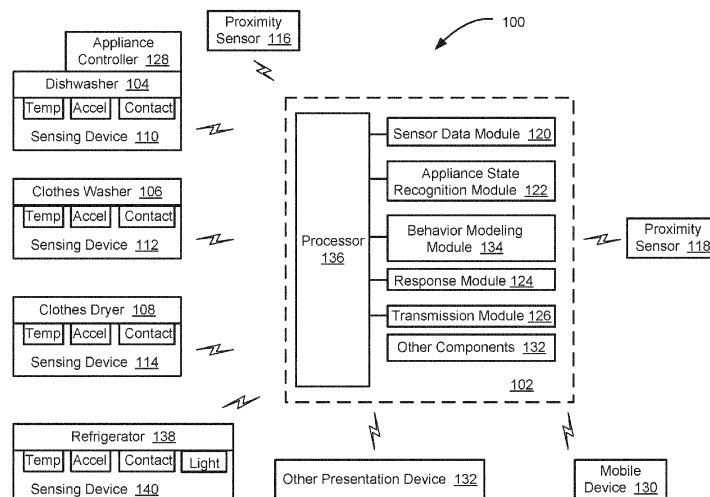 100
Proximity
Sensor 116
Appliance
Controller 128
Dishwasher 104
Temp Accel Contact
Sensing Device 110
Clothes Washer 106
Temp Accel Contact
Sensing Device 112
Clothes Dryer 108
Temp Accel Contact
Sensing Device 114
Refrigerator 138
Temp Accel Contact Light
Sensing Device 140
Processor
136
Sensor Data Module 120
Appliance State
Recognition Module 122
Behavior Modeling
Module 134
Response Module 124
Transmission Module 126
Other Components 132
102
Proximity
Sensor 118
Other Presentation Device 132
Mobile
Device 130